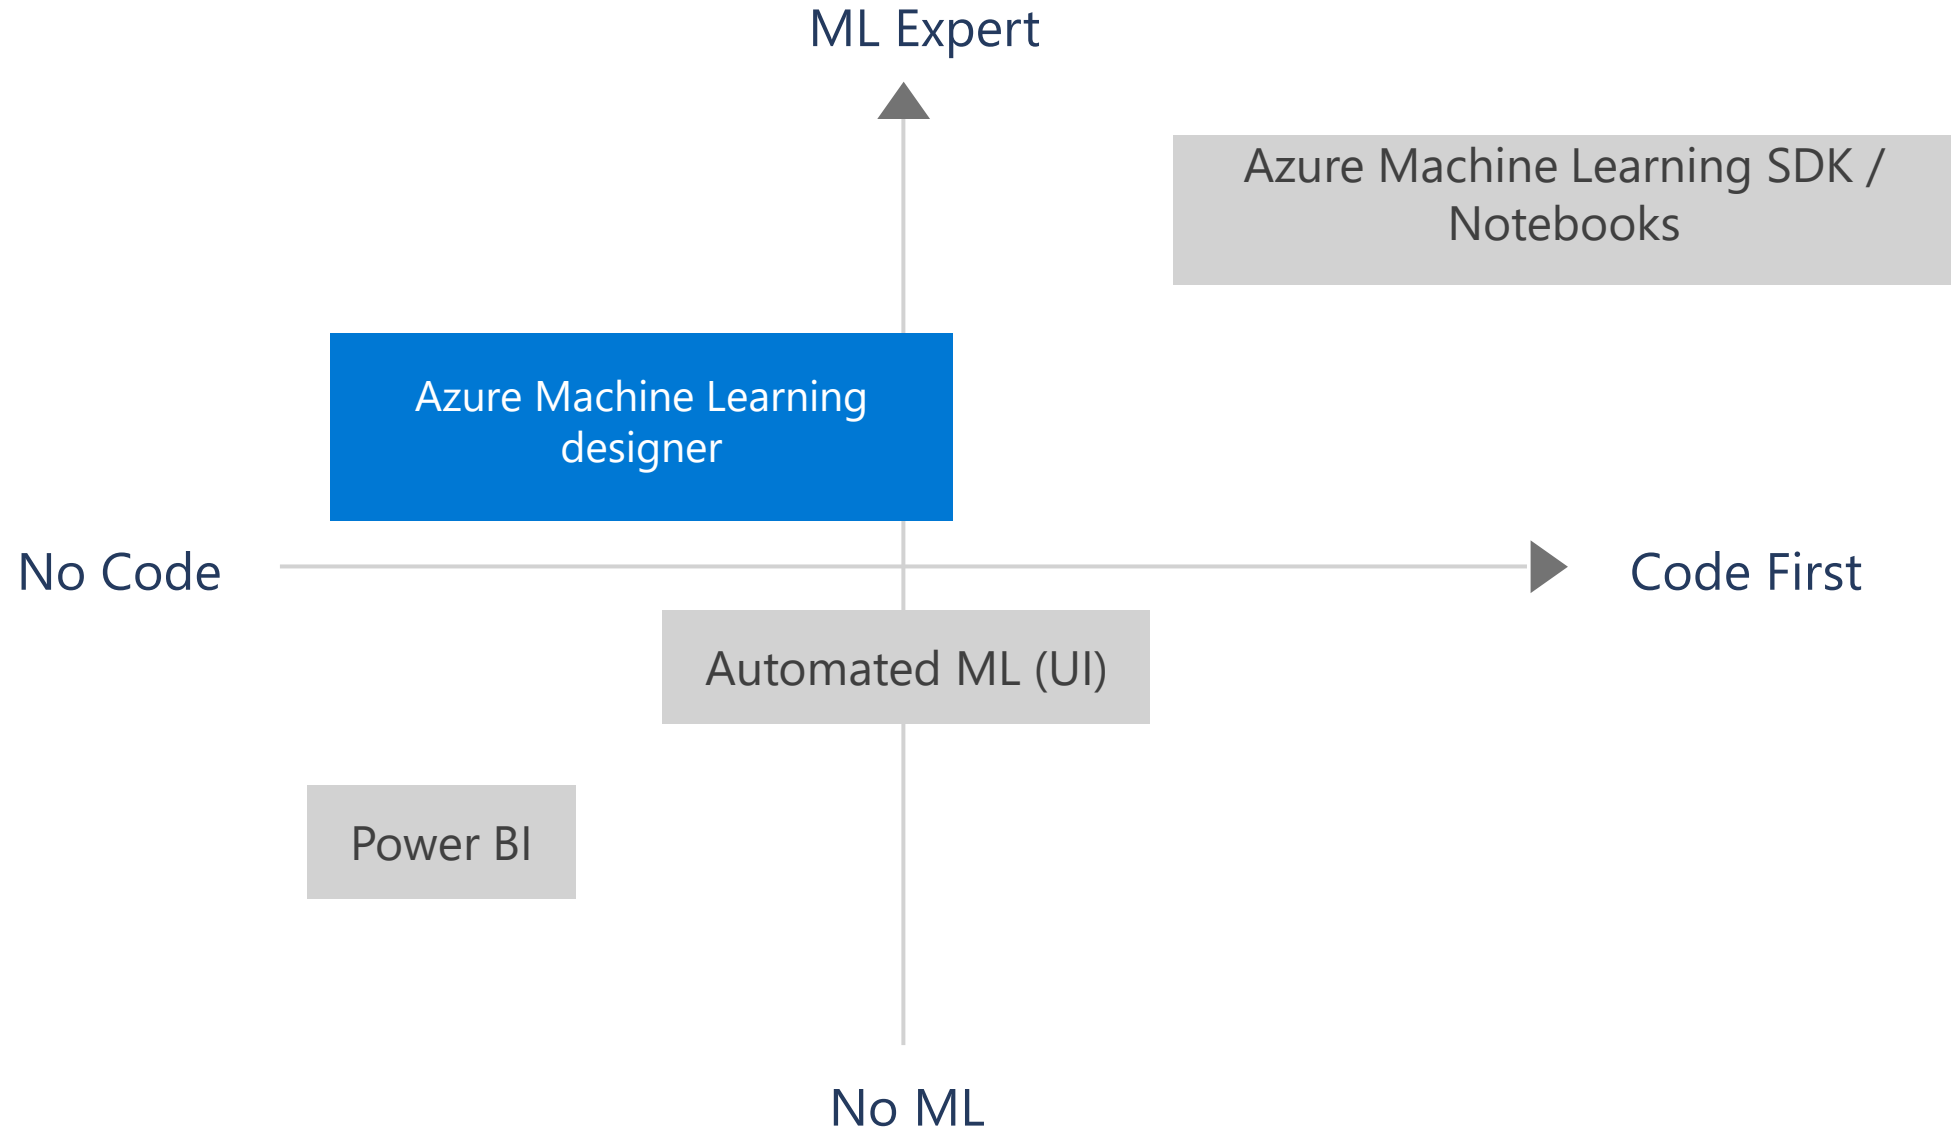 ML Expert
Azure Machine Learning SDK /
Notebooks
Azure Machine Learning
designer
No Code
Code First
Automated ML (UI)
Power BI
No ML